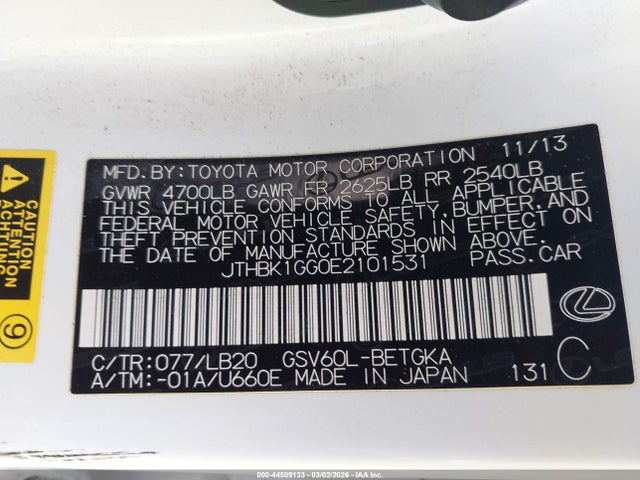 MFD.BY:TOYOTA MOTOR CORPORATION 11/13
GVWR 4700LB GAWR FR 2625LB RR 2540LB
THIS VEHICLE CONFORMS TO ALL APPLICABLE
FEDERAL MOTOR VEHICLE SAFETY,BUMPER,AND
THEFT PREVENTION STANDARDS IN EFFECT ON
THE DATE OF MANUFACTURE SHOWN ABOVE.
JTHBK1GG0E2101531 PASS.CAR
C/TR:077/LB20 GSV60L-BETGKA
A/TM:-01A/U660E MADE IN JAPAN 131 C
CAUTION
ATTENTION
ACHTUNG
9
000-44509133 - 03/02/2026 - IAA, Inc.